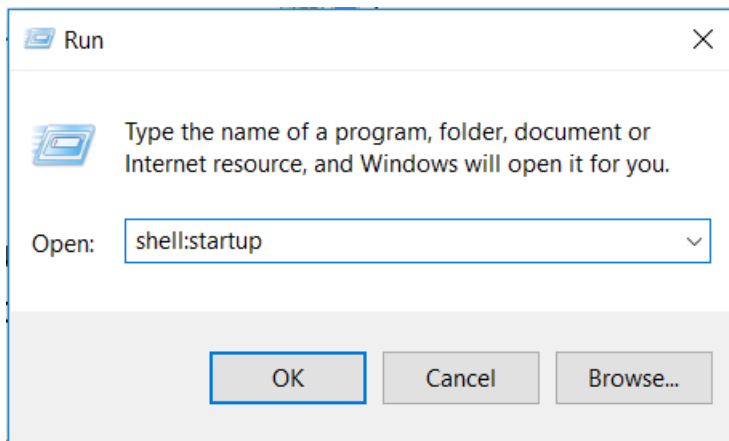 Run
Type the name of a program, folder, document or
Internet resource, and Windows will open it for you.
Open: shell:startup
OK Cancel Browse...